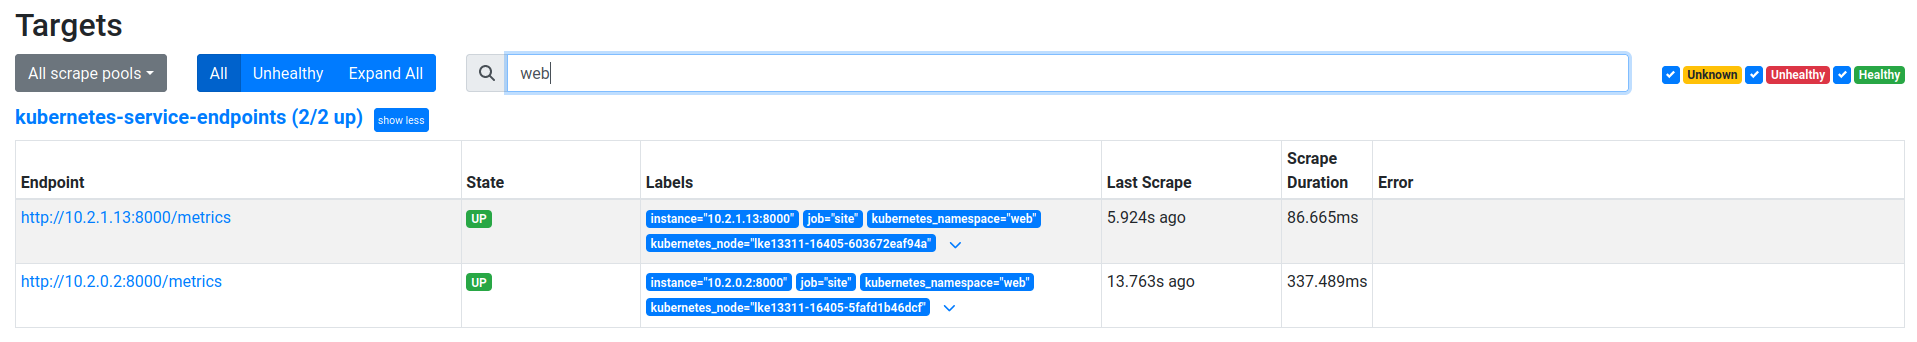 Targets
All scrape pools All Unhealthy Expand All web Unknown Unhealthy Healthy
kubernetes-service-endpoints (2/2 up) show less
Endpoint State Labels Last Scrape Scrape Duration Error
http://10.2.1.13:8000/metrics UP instance="10.2.1.13:8000" job="site" kubernetes_namespace="web" 5.924s ago 86.665ms
kubernetes_node="lke13311-16405-603672eaf94a"
http://10.2.0.2:8000/metrics UP instance="10.2.0.2:8000" job="site" kubernetes_namespace="web" 13.763s ago 337.489ms
kubernetes_node="lke13311-16405-5fafd1b46dcf"